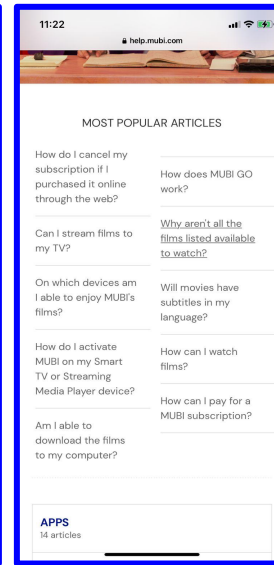 11:22
help.mubi.com
MOST POPULAR ARTICLES
How do I cancel my
subscription if I
purchased it online
through the web?
Can I stream films to
my TV?
On which devices am
I able to enjoy MUBI's
films?
How do I activate
MUBI on my Smart
TV or Streaming
Media Player device?
Am I able to
download the films
to my computer?
How does MUBI GO
work?
Why aren't all the
films listed available
to watch?
Will movies have
subtitles in my
language?
How can I watch
films?
How can I pay for a
MUBI subscription?
APPS
14 articles